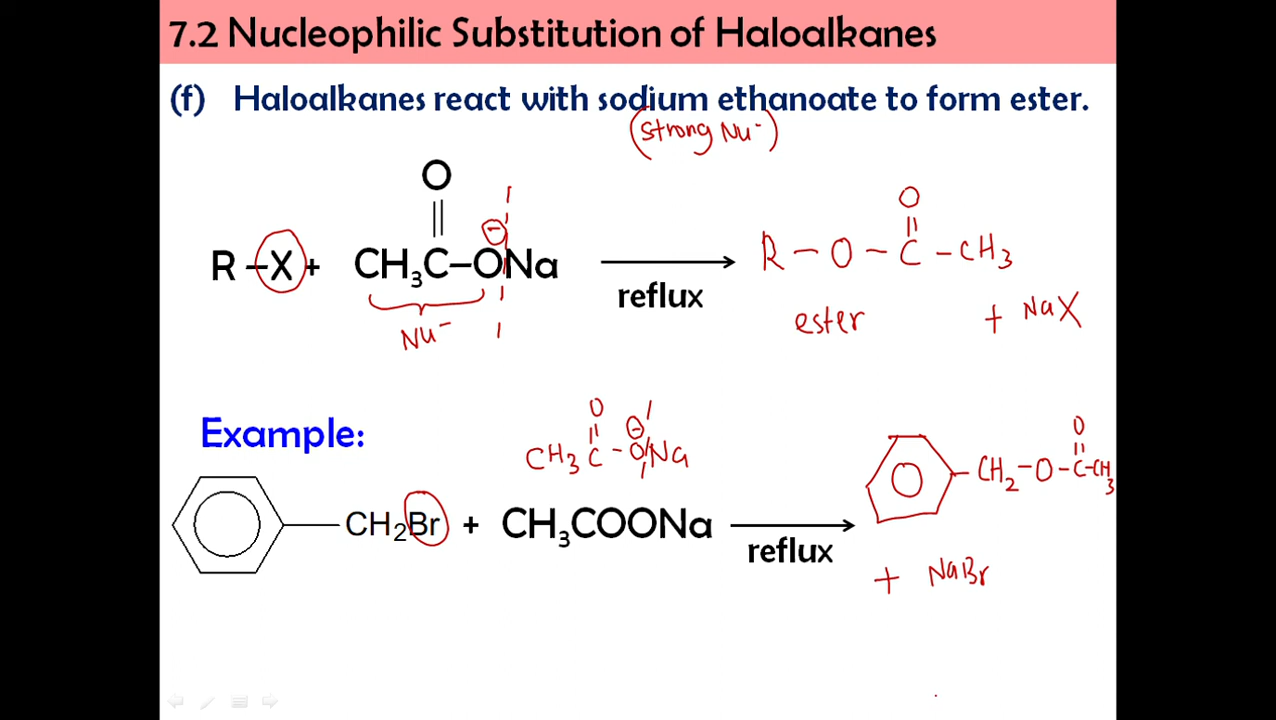 7.2 Nucleophilic Substitution of Haloalkanes
(f) Haloalkanes react with sodium ethanoate to form ester.
(strong Nu⁻)
O
O
⊖
R –X + CH₃C–ONa
reflux
R – O – C – CH₃
Nu⁻
ester
+ NaX
Example:
O
⊖
CH₃C – ONa
O
CH₂–O–C–CH₃
CH₂Br + CH₃COONa
reflux
+ NaBr